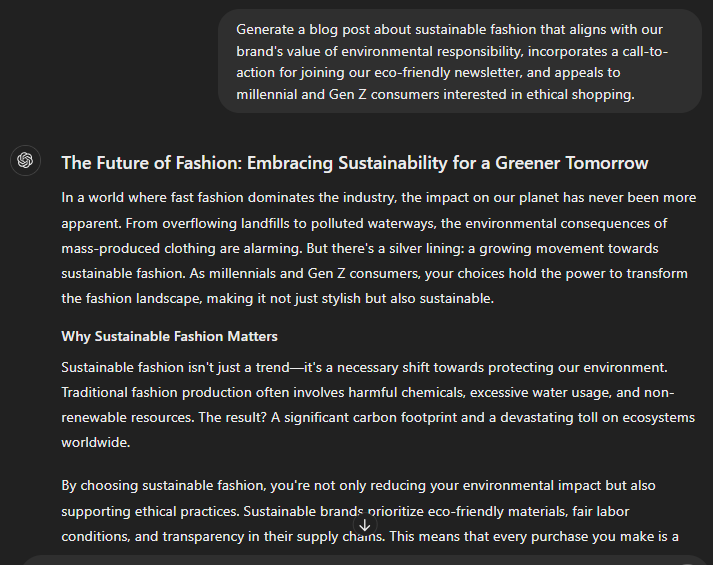 Generate a blog post about sustainable fashion that aligns with our
brand's value of environmental responsibility, incorporates a call-to-
action for joining our eco-friendly newsletter, and appeals to
millennial and Gen Z consumers interested in ethical shopping.
The Future of Fashion: Embracing Sustainability for a Greener Tomorrow
In a world where fast fashion dominates the industry, the impact on our planet has never been more
apparent. From overflowing landfills to polluted waterways, the environmental consequences of
mass-produced clothing are alarming. But there's a silver lining: a growing movement towards
sustainable fashion. As millennials and Gen Z consumers, your choices hold the power to transform
the fashion landscape, making it not just stylish but also sustainable.
Why Sustainable Fashion Matters
Sustainable fashion isn't just a trend—it's a necessary shift towards protecting our environment.
Traditional fashion production often involves harmful chemicals, excessive water usage, and non-
renewable resources. The result? A significant carbon footprint and a devastating toll on ecosystems
worldwide.
By choosing sustainable fashion, you're not only reducing your environmental impact but also
supporting ethical practices. Sustainable brands prioritize eco-friendly materials, fair labor
conditions, and transparency in their supply chains. This means that every purchase you make is a